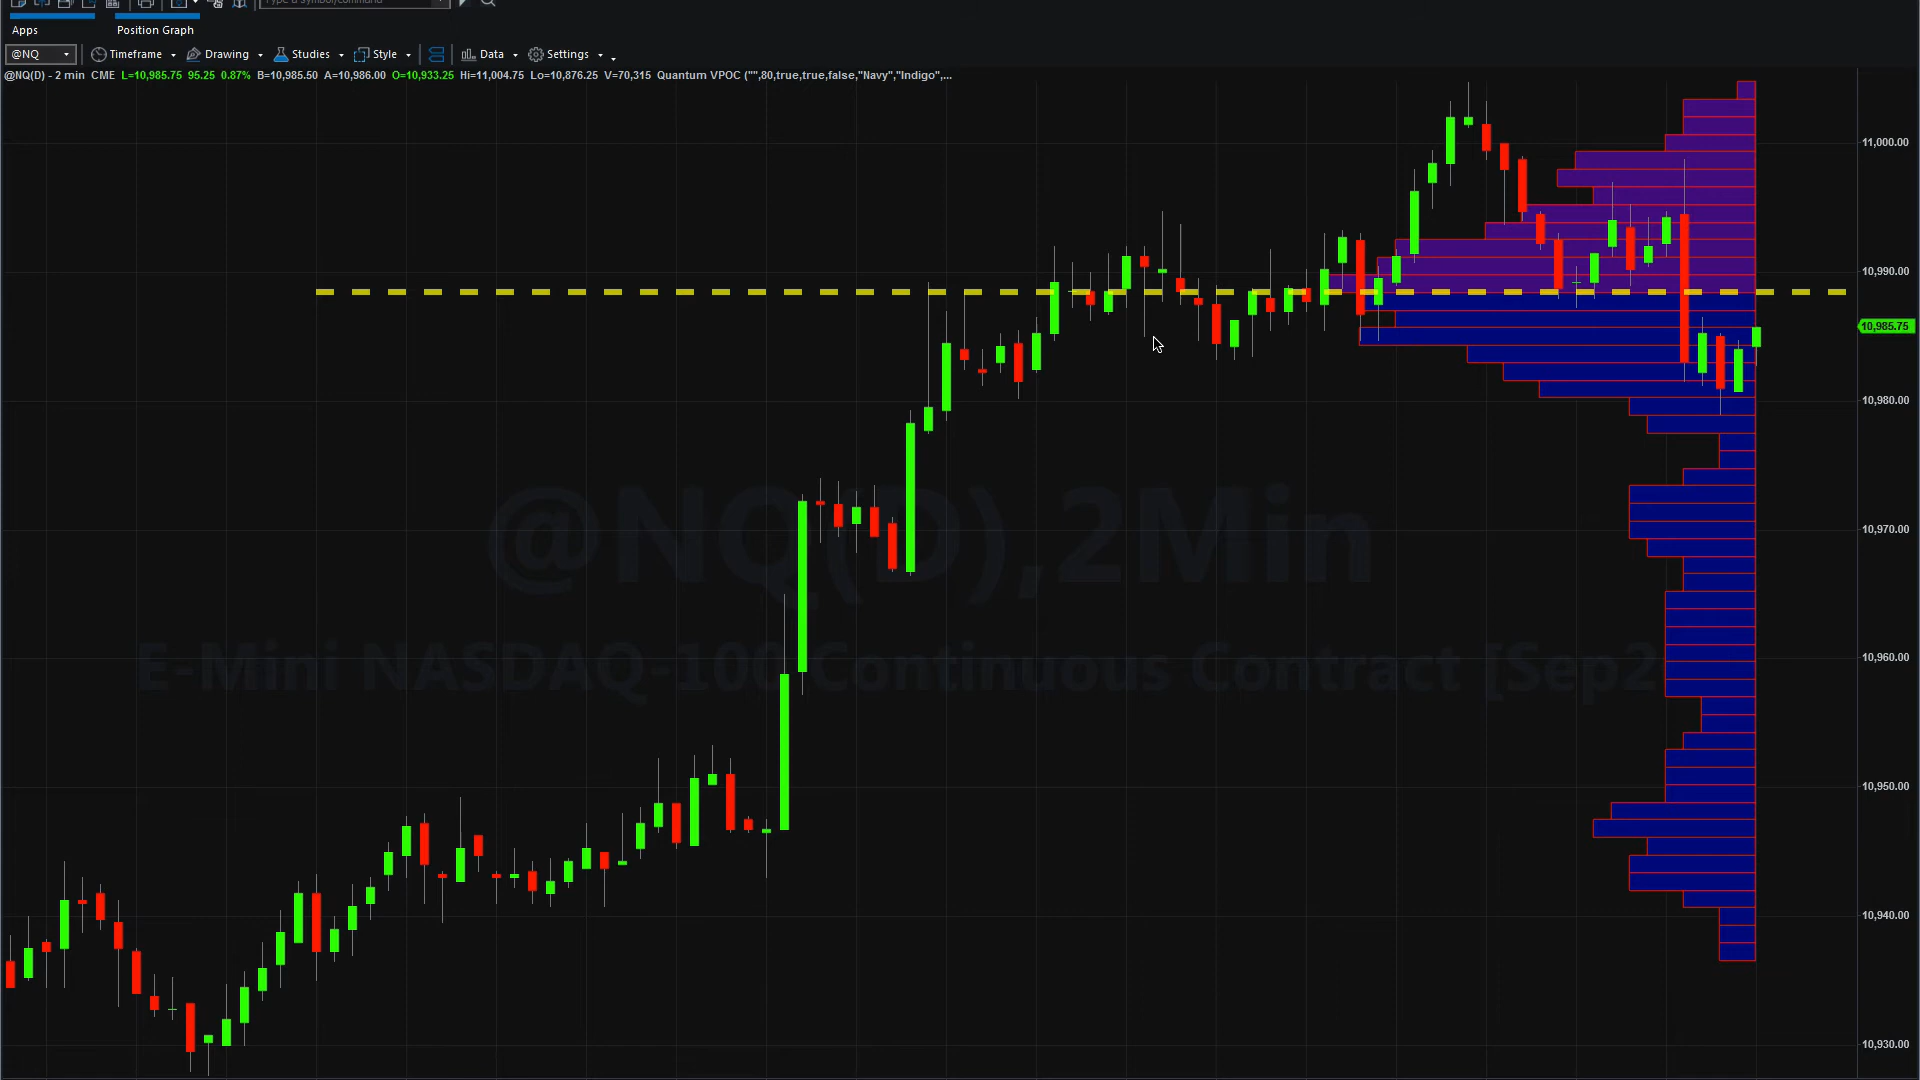 Type a symbol/command
Apps
Position Graph
@NQ
Timeframe
Drawing
Studies
Style
Data
Settings
@NQ(D) - 2 min CME L=10,985.75 95.25 0.87% B=10,985.50 A=10,986.00 O=10,933.25 Hi=11,004.75 Lo=10,876.25 V=70,315 Quantum VPOC ("",80,true,true,false,"Navy","Indigo",...
11,000.00
10,990.00
10,985.75
10,980.00
10,970.00
@NQ(D),2Min
10,960.00
E-Mini NASDAQ-100 Continuous Contract [Sep2
10,950.00
10,940.00
10,930.00